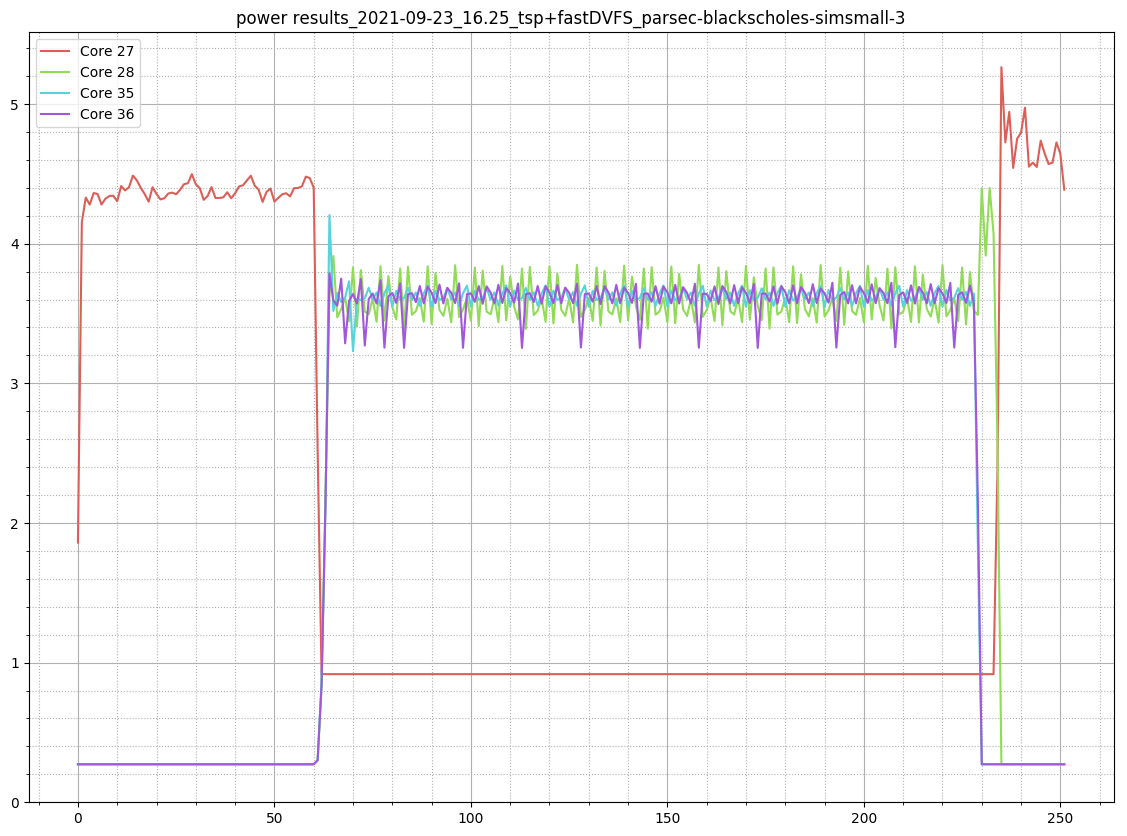 power results_2021-09-23_16.25_tsp+fastDVFS_parsec-blackscholes-simsmall-3
Core 27
Core 28
Core 35
Core 36
5
4
3
2
1
0
0 50 100 150 200 250